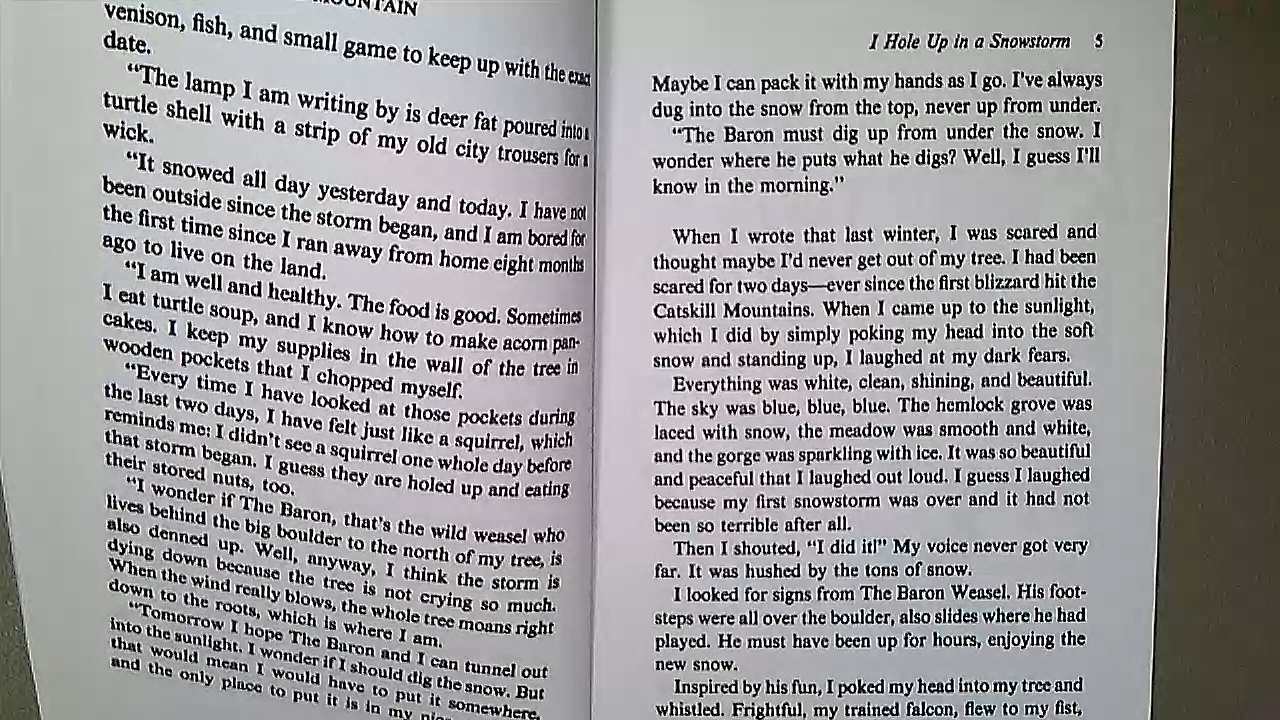 MOUNTAIN
venison, fish, and small game to keep up with the exact
date.
“The lamp I am writing by is deer fat poured into a
turtle shell with a strip of my old city trousers for a
wick.
“It snowed all day yesterday and today. I have not
been outside since the storm began, and I am bored for
the first time since I ran away from home eight months
ago to live on the land.
“I am well and healthy. The food is good. Sometimes
I eat turtle soup, and I know how to make acorn pan-
cakes. I keep my supplies in the wall of the tree in
wooden pockets that I chopped myself.
“Every time I have looked at those pockets during
the last two days, I have felt just like a squirrel, which
reminds me: I didn't see a squirrel one whole day before
that storm began. I guess they are holed up and eating
their stored nuts, too.
“I wonder if The Baron, that's the wild weasel who
lives behind the big boulder to the north of my tree, is
also denned up. Well, anyway, I think the storm is
dying down because the tree is not crying so much.
When the wind really blows, the whole tree moans right
down to the roots, which is where I am.
“Tomorrow I hope The Baron and I can tunnel out
into the sunlight. I wonder if I should dig the snow. But
that would mean I would have to put it somewhere,
and the only place to put it is in my
I Hole Up in a Snowstorm 5
Maybe I can pack it with my hands as I go. I've always
dug into the snow from the top, never up from under.
“The Baron must dig up from under the snow. I
wonder where he puts what he digs? Well, I guess I'll
know in the morning.”
When I wrote that last winter, I was scared and
thought maybe I'd never get out of my tree. I had been
scared for two days—ever since the first blizzard hit the
Catskill Mountains. When I came up to the sunlight,
which I did by simply poking my head into the soft
snow and standing up, I laughed at my dark fears.
Everything was white, clean, shining, and beautiful.
The sky was blue, blue, blue. The hemlock grove was
laced with snow, the meadow was smooth and white,
and the gorge was sparkling with ice. It was so beautiful
and peaceful that I laughed out loud. I guess I laughed
because my first snowstorm was over and it had not
been so terrible after all.
Then I shouted, “I did it!” My voice never got very
far. It was hushed by the tons of snow.
I looked for signs from The Baron Weasel. His foot-
steps were all over the boulder, also slides where he had
played. He must have been up for hours, enjoying the
new snow.
Inspired by his fun, I poked my head into my tree and
whistled. Frightful, my trained falcon, flew to my fist,